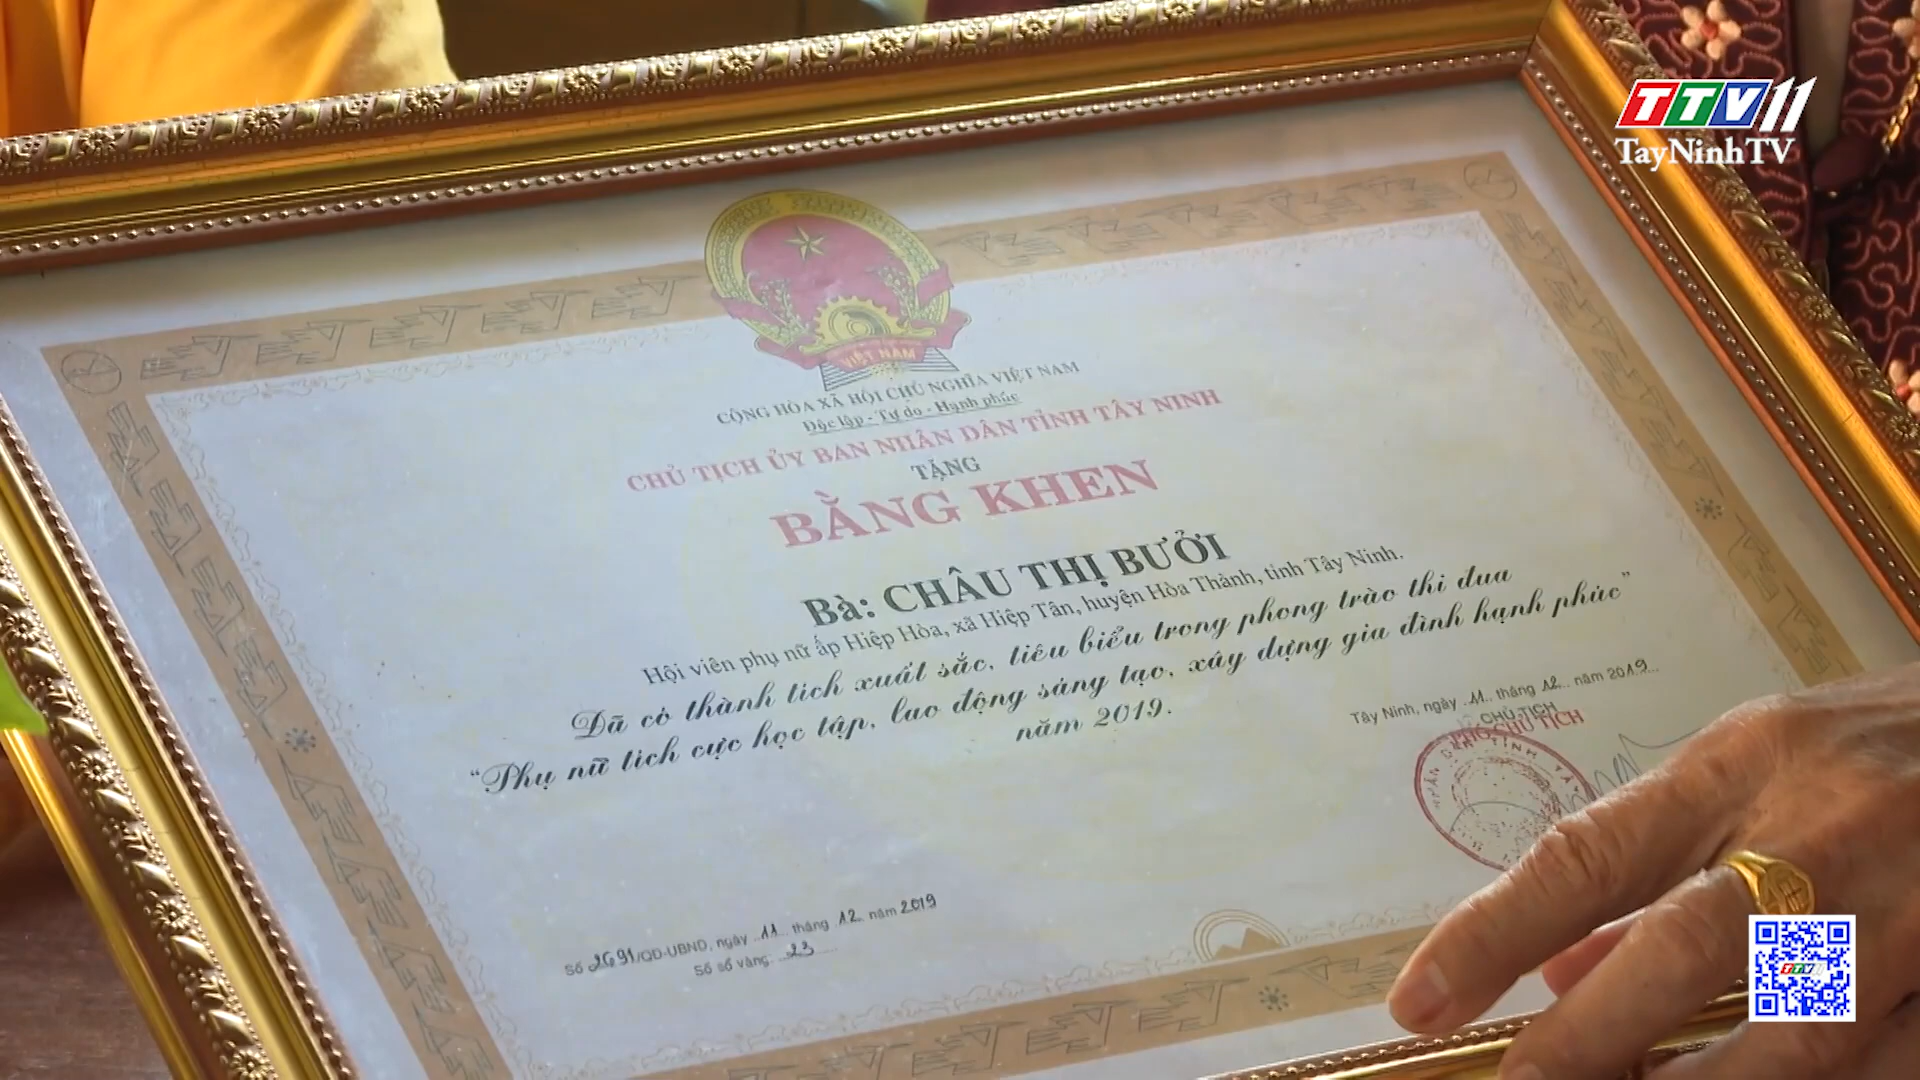 TTV11
TayNinhTV
VIỆT NAM
CỘNG HÒA XÃ HỘI CHỦ NGHĨA VIỆT NAM
Độc lập - Tự do - Hạnh phúc
CHỦ TỊCH ỦY BAN NHÂN DÂN TỈNH TÂY NINH
TẶNG
BẰNG KHEN
Bà: CHÂU THỊ BƯỞI
Hội viên phụ nữ ấp Hiệp Hòa, xã Hiệp Tân, huyện Hòa Thành, tỉnh Tây Ninh.
Đã có thành tích xuất sắc, tiêu biểu trong phong trào thi đua
“Phụ nữ tích cực học tập, lao động sáng tạo, xây dựng gia đình hạnh phúc”
năm 2019.
Tây Ninh, ngày 11 tháng 12 năm 2019
CHỦ TỊCH
PHÓ CHỦ TỊCH
Số 2691/QĐ-UBND, ngày 11 tháng 12 năm 2019
Số sổ vàng: 23
TTV11